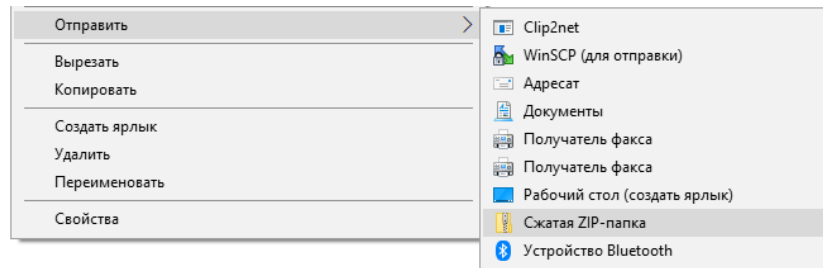 Отправить
Вырезать
Копировать
Создать ярлык
Удалить
Переименовать
Свойства
Clip2net
WinSCP (для отправки)
Адресат
Документы
Получатель факса
Получатель факса
Рабочий стол (создать ярлык)
Сжатая ZIP-папка
Устройство Bluetooth